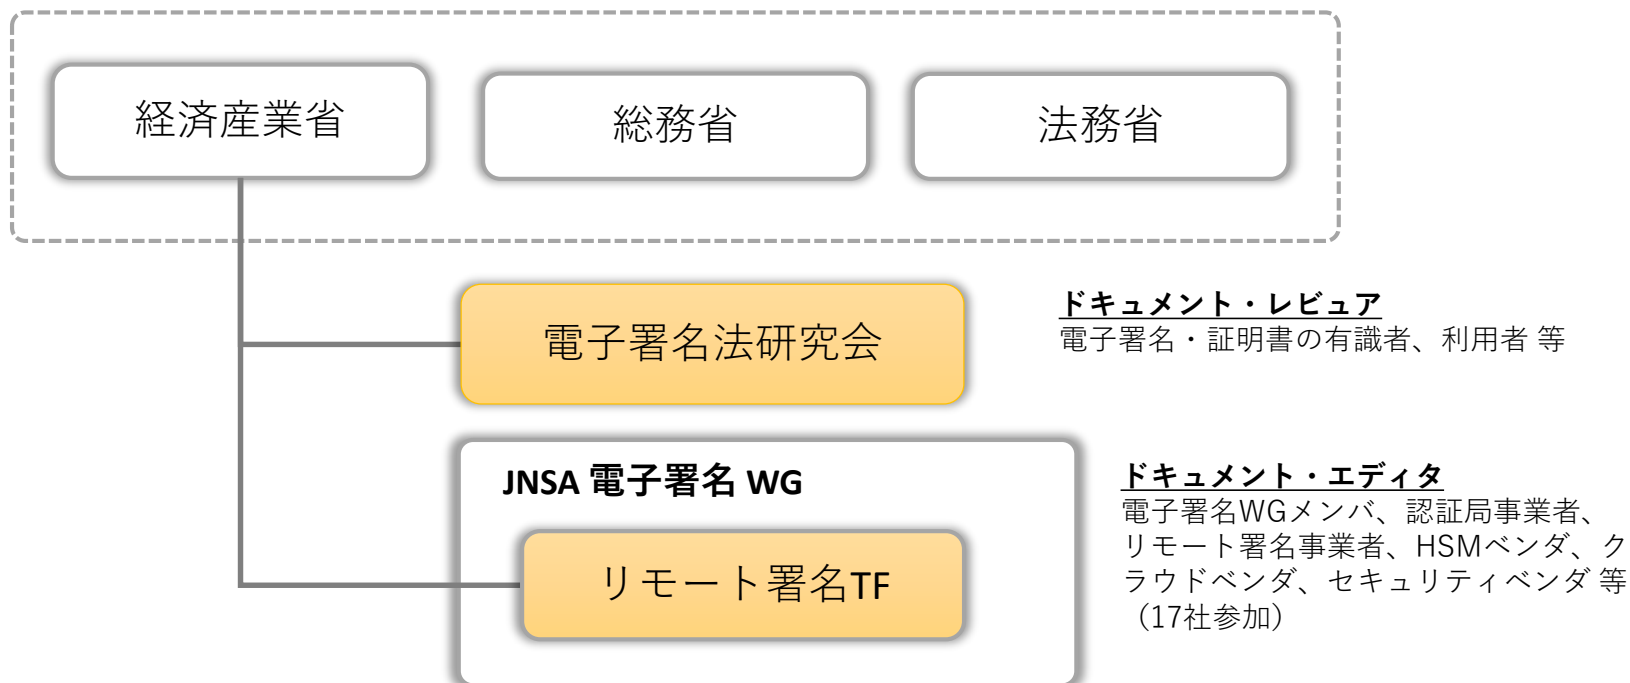 経済産業省
総務省
法務省
電子署名法研究会
ドキュメント・レビュア
電子署名・証明書の有識者、利用者 等
JNSA 電子署名 WG
リモート署名TF
ドキュメント・エディタ
電子署名WGメンバ、認証局事業者、
リモート署名事業者、HSMベンダ、ク
ラウドベンダ、セキュリティベンダ 等
（17社参加）